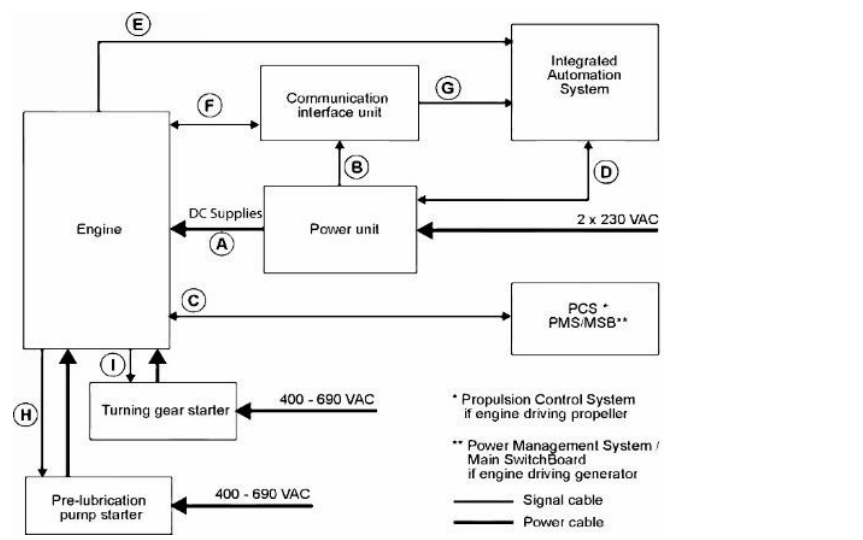 E
Integrated
Automation
System
Communication
interface unit
G
F
B
D
DC Supplies
Engine
A
Power unit
2 x 230 VAC
C
PCS *
PMS/MSB**
I
Turning gear starter
400 - 690 VAC
H
* Propulsion Control System
if engine driving propeller
** Power Management System /
Main SwitchBoard
if engine driving generator
Pre-lubrication
pump starter
400 - 690 VAC
Signal cable
Power cable